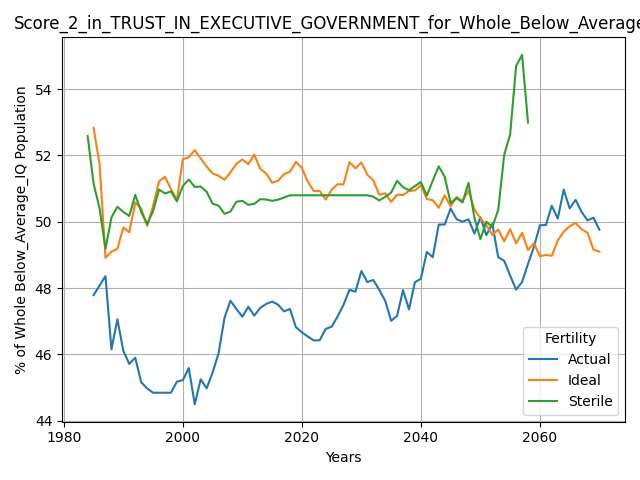 Score_2_in_TRUST_IN_EXECUTIVE_GOVERNMENT_for_Whole_Below_Average
% of Whole Below_Average_IQ Population
54
52
50
48
46
44
1980
2000
2020
2040
2060
Years
Fertility
Actual
Ideal
Sterile